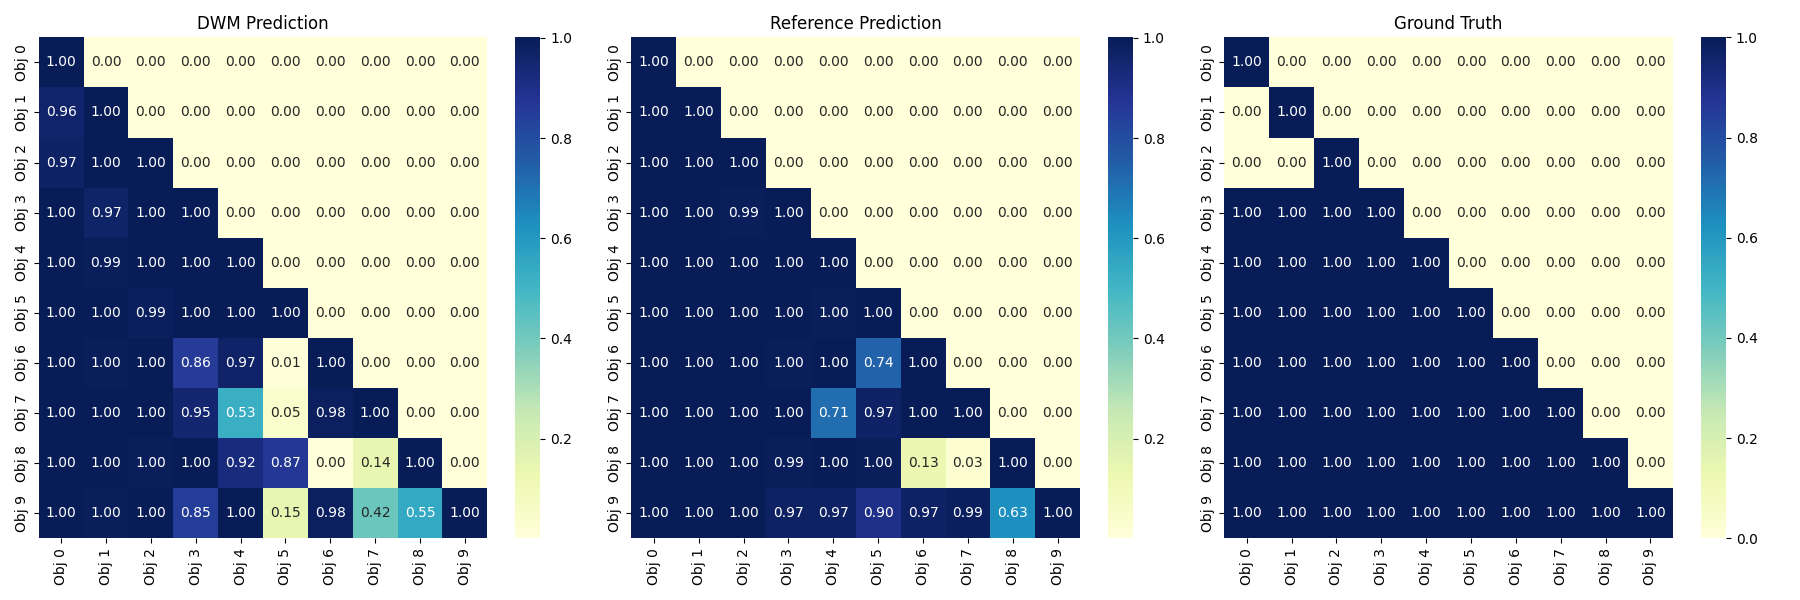 DWM Prediction
Obj 0 1.00 0.00 0.00 0.00 0.00 0.00 0.00 0.00 0.00 0.00
Obj 1 0.96 1.00 0.00 0.00 0.00 0.00 0.00 0.00 0.00 0.00
Obj 2 0.97 1.00 1.00 0.00 0.00 0.00 0.00 0.00 0.00 0.00
Obj 3 1.00 0.97 1.00 1.00 0.00 0.00 0.00 0.00 0.00 0.00
Obj 4 1.00 0.99 1.00 1.00 1.00 0.00 0.00 0.00 0.00 0.00
Obj 5 1.00 1.00 0.99 1.00 1.00 1.00 0.00 0.00 0.00 0.00
Obj 6 1.00 1.00 1.00 0.86 0.97 0.01 1.00 0.00 0.00 0.00
Obj 7 1.00 1.00 1.00 0.95 0.53 0.05 0.98 1.00 0.00 0.00
Obj 8 1.00 1.00 1.00 1.00 0.92 0.87 0.00 0.14 1.00 0.00
Obj 9 1.00 1.00 1.00 0.85 1.00 0.15 0.98 0.42 0.55 1.00
Obj 0 Obj 1 Obj 2 Obj 3 Obj 4 Obj 5 Obj 6 Obj 7 Obj 8 Obj 9
1.0
0.8
0.6
0.4
0.2
Reference Prediction
Obj 0 1.00 0.00 0.00 0.00 0.00 0.00 0.00 0.00 0.00 0.00
Obj 1 1.00 1.00 0.00 0.00 0.00 0.00 0.00 0.00 0.00 0.00
Obj 2 1.00 1.00 1.00 0.00 0.00 0.00 0.00 0.00 0.00 0.00
Obj 3 1.00 1.00 0.99 1.00 0.00 0.00 0.00 0.00 0.00 0.00
Obj 4 1.00 1.00 1.00 1.00 1.00 0.00 0.00 0.00 0.00 0.00
Obj 5 1.00 1.00 1.00 1.00 1.00 1.00 0.00 0.00 0.00 0.00
Obj 6 1.00 1.00 1.00 1.00 1.00 0.74 1.00 0.00 0.00 0.00
Obj 7 1.00 1.00 1.00 1.00 0.71 0.97 1.00 1.00 0.00 0.00
Obj 8 1.00 1.00 1.00 0.99 1.00 1.00 0.13 0.03 1.00 0.00
Obj 9 1.00 1.00 1.00 0.97 0.97 0.90 0.97 0.99 0.63 1.00
Obj 0 Obj 1 Obj 2 Obj 3 Obj 4 Obj 5 Obj 6 Obj 7 Obj 8 Obj 9
1.0
0.8
0.6
0.4
0.2
Ground Truth
Obj 0 1.00 0.00 0.00 0.00 0.00 0.00 0.00 0.00 0.00 0.00
Obj 1 0.00 1.00 0.00 0.00 0.00 0.00 0.00 0.00 0.00 0.00
Obj 2 0.00 0.00 1.00 0.00 0.00 0.00 0.00 0.00 0.00 0.00
Obj 3 1.00 1.00 1.00 1.00 0.00 0.00 0.00 0.00 0.00 0.00
Obj 4 1.00 1.00 1.00 1.00 1.00 0.00 0.00 0.00 0.00 0.00
Obj 5 1.00 1.00 1.00 1.00 1.00 1.00 0.00 0.00 0.00 0.00
Obj 6 1.00 1.00 1.00 1.00 1.00 1.00 1.00 0.00 0.00 0.00
Obj 7 1.00 1.00 1.00 1.00 1.00 1.00 1.00 1.00 0.00 0.00
Obj 8 1.00 1.00 1.00 1.00 1.00 1.00 1.00 1.00 1.00 0.00
Obj 9 1.00 1.00 1.00 1.00 1.00 1.00 1.00 1.00 1.00 1.00
Obj 0 Obj 1 Obj 2 Obj 3 Obj 4 Obj 5 Obj 6 Obj 7 Obj 8 Obj 9
1.0
0.8
0.6
0.4
0.2
0.0